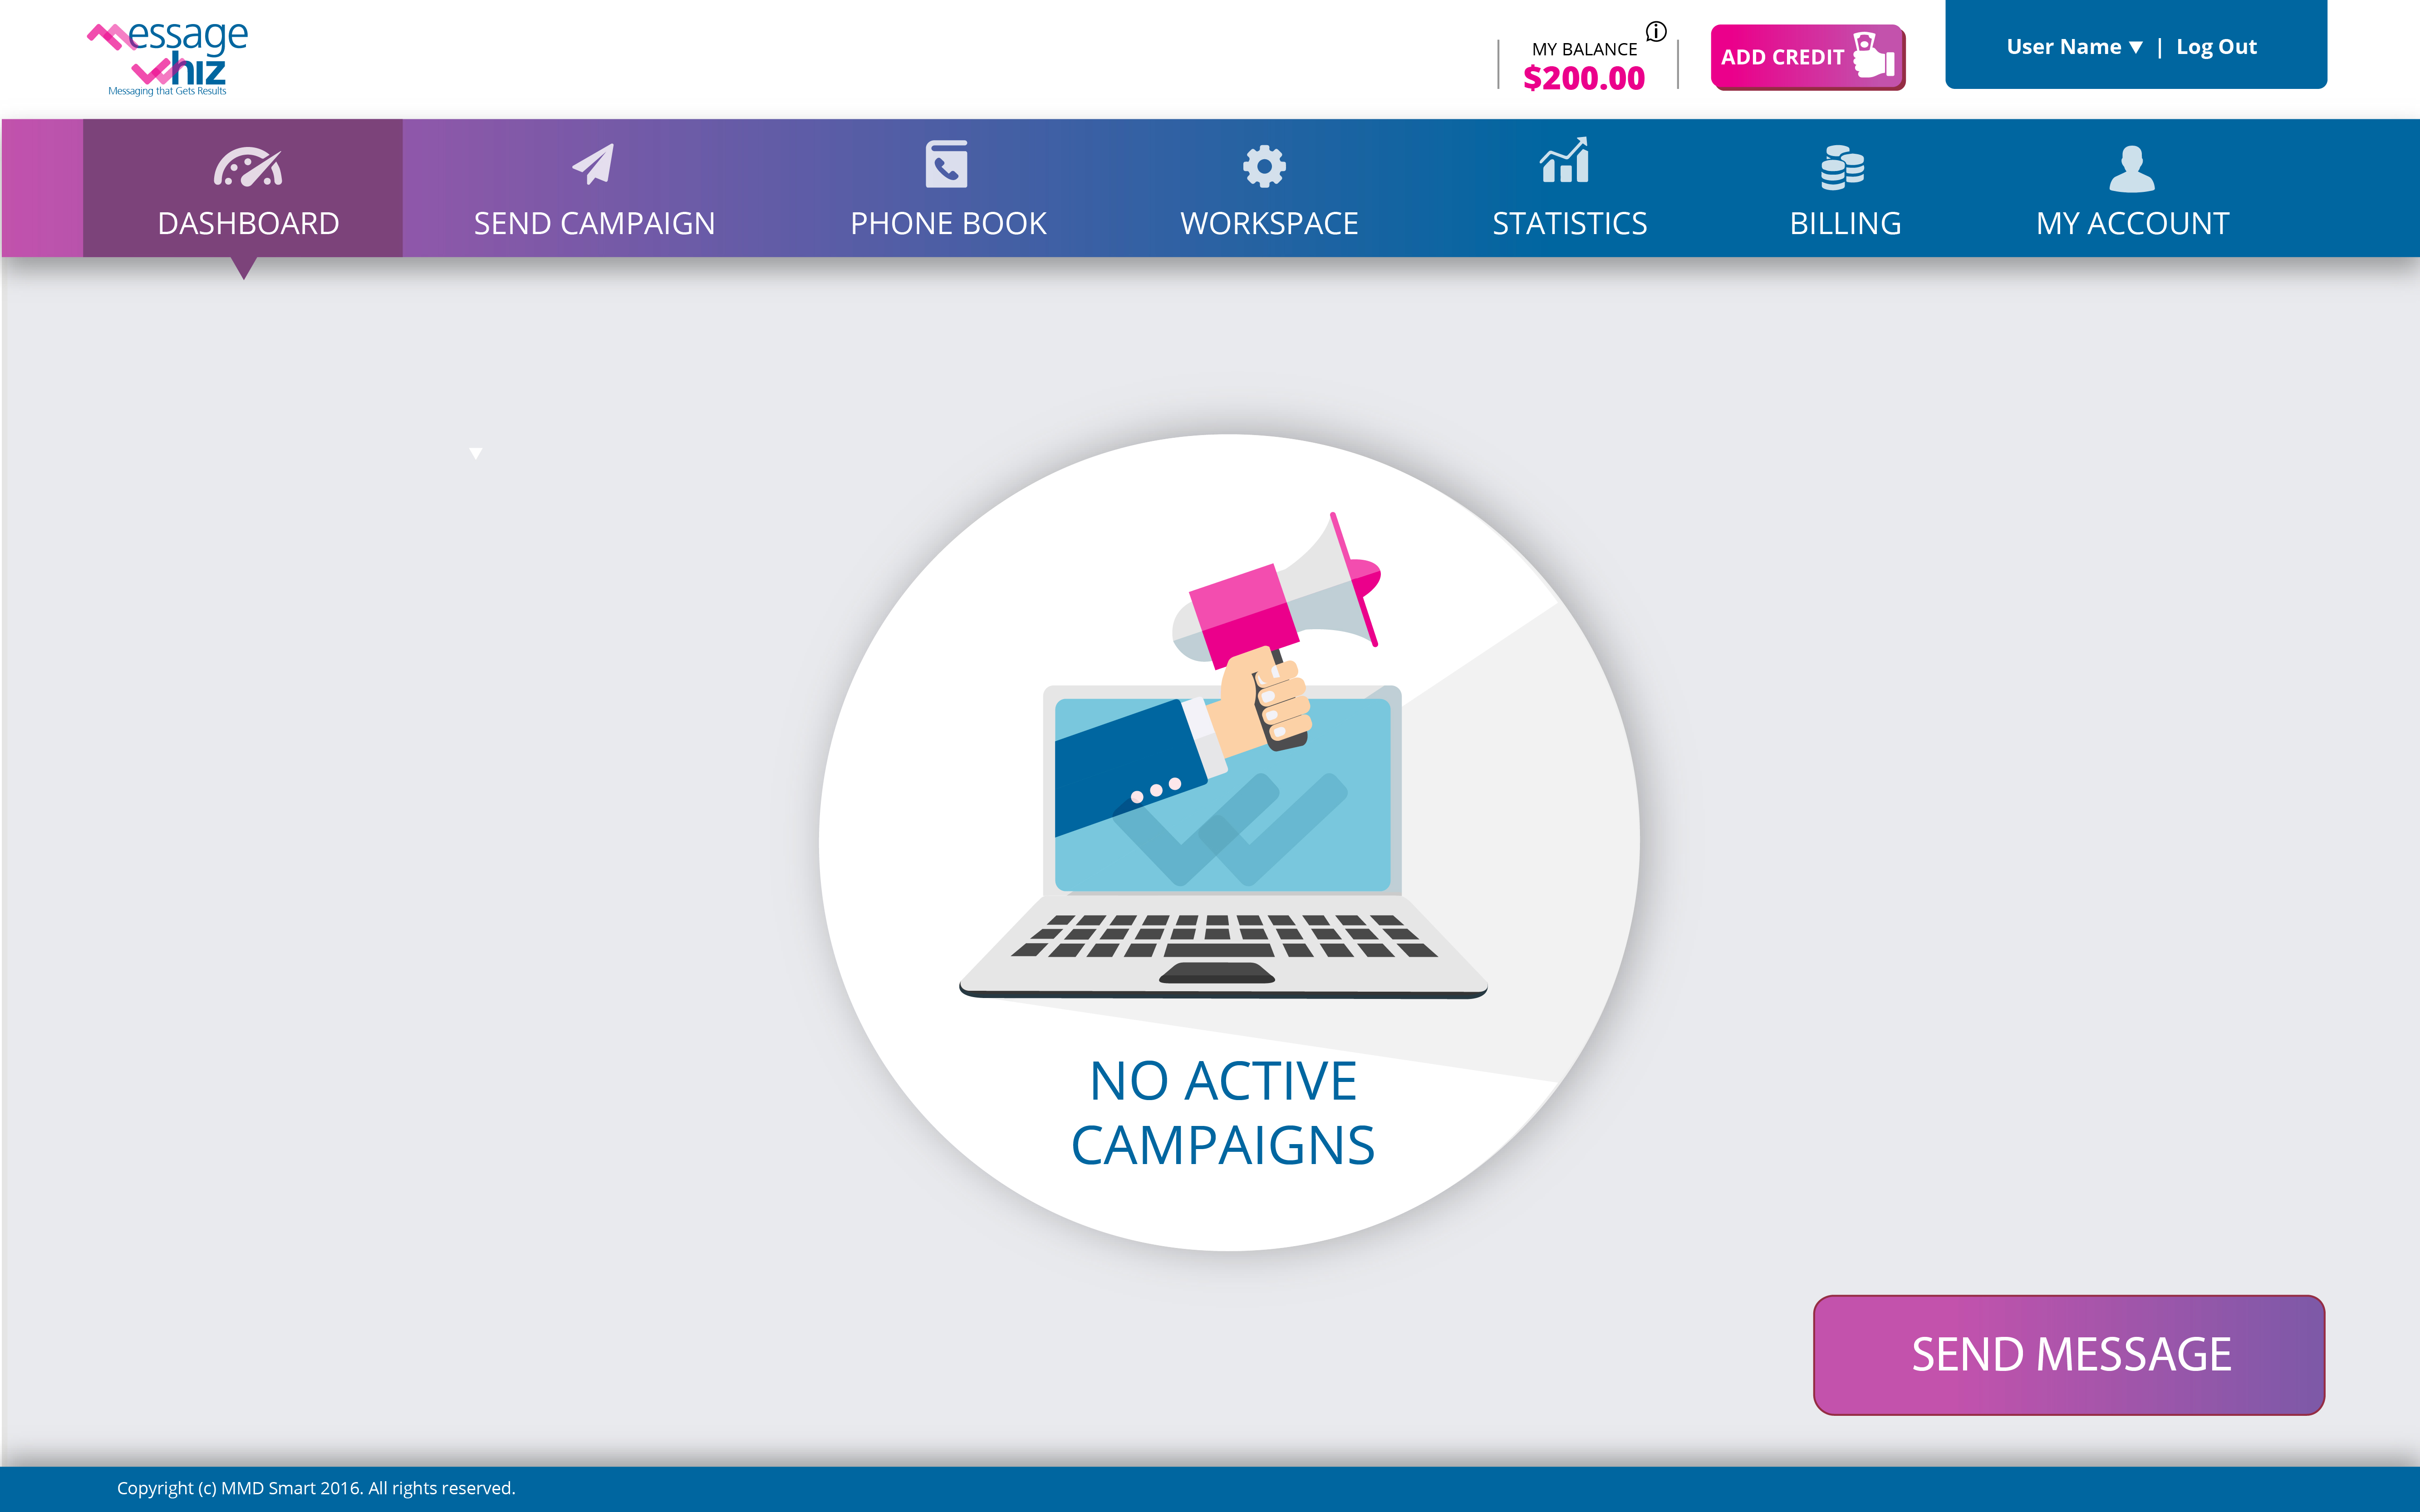 essage
whiz
Messaging that Gets Results
MY BALANCE
$200.00
ADD CREDIT
User Name ▼ | Log Out
DASHBOARD
SEND CAMPAIGN
PHONE BOOK
WORKSPACE
STATISTICS
BILLING
MY ACCOUNT
NO ACTIVE
CAMPAIGNS
SEND MESSAGE
Copyright (c) MMD Smart 2016. All rights reserved.